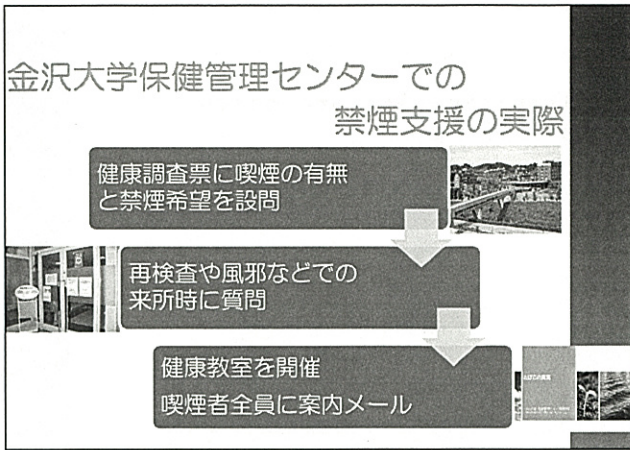 金沢大学保健管理センターでの
禁煙支援の実際
健康調査票に喫煙の有無
と禁煙希望を設問
再検査や風邪などでの
来所時に質問
健康教室を開催
喫煙者全員に案内メール